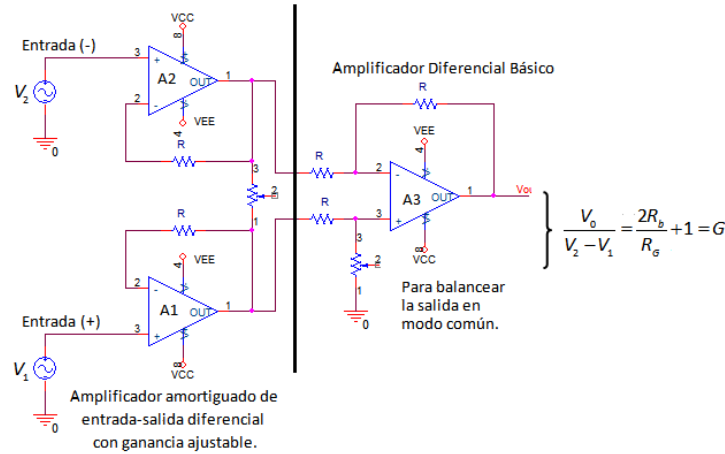 VCC
8
Entrada (-)
3
+
A2
OUT
1
V2
2
-
4
VEE
0
R
3
2
1
R
4
VEE
2
-
A1
OUT
1
Entrada (+)
3
+
8
VCC
V1
0
Amplificador amortiguado de
entrada-salida diferencial
con ganancia ajustable.
Amplificador Diferencial Básico
R
VEE
4
R
2
-
A3
OUT
1
Vou
R
3
+
8
VCC
3
2
1
0
Para balancear
la salida en
modo común.
V0 / (V2 − V1) = 2Rb / RG + 1 = G